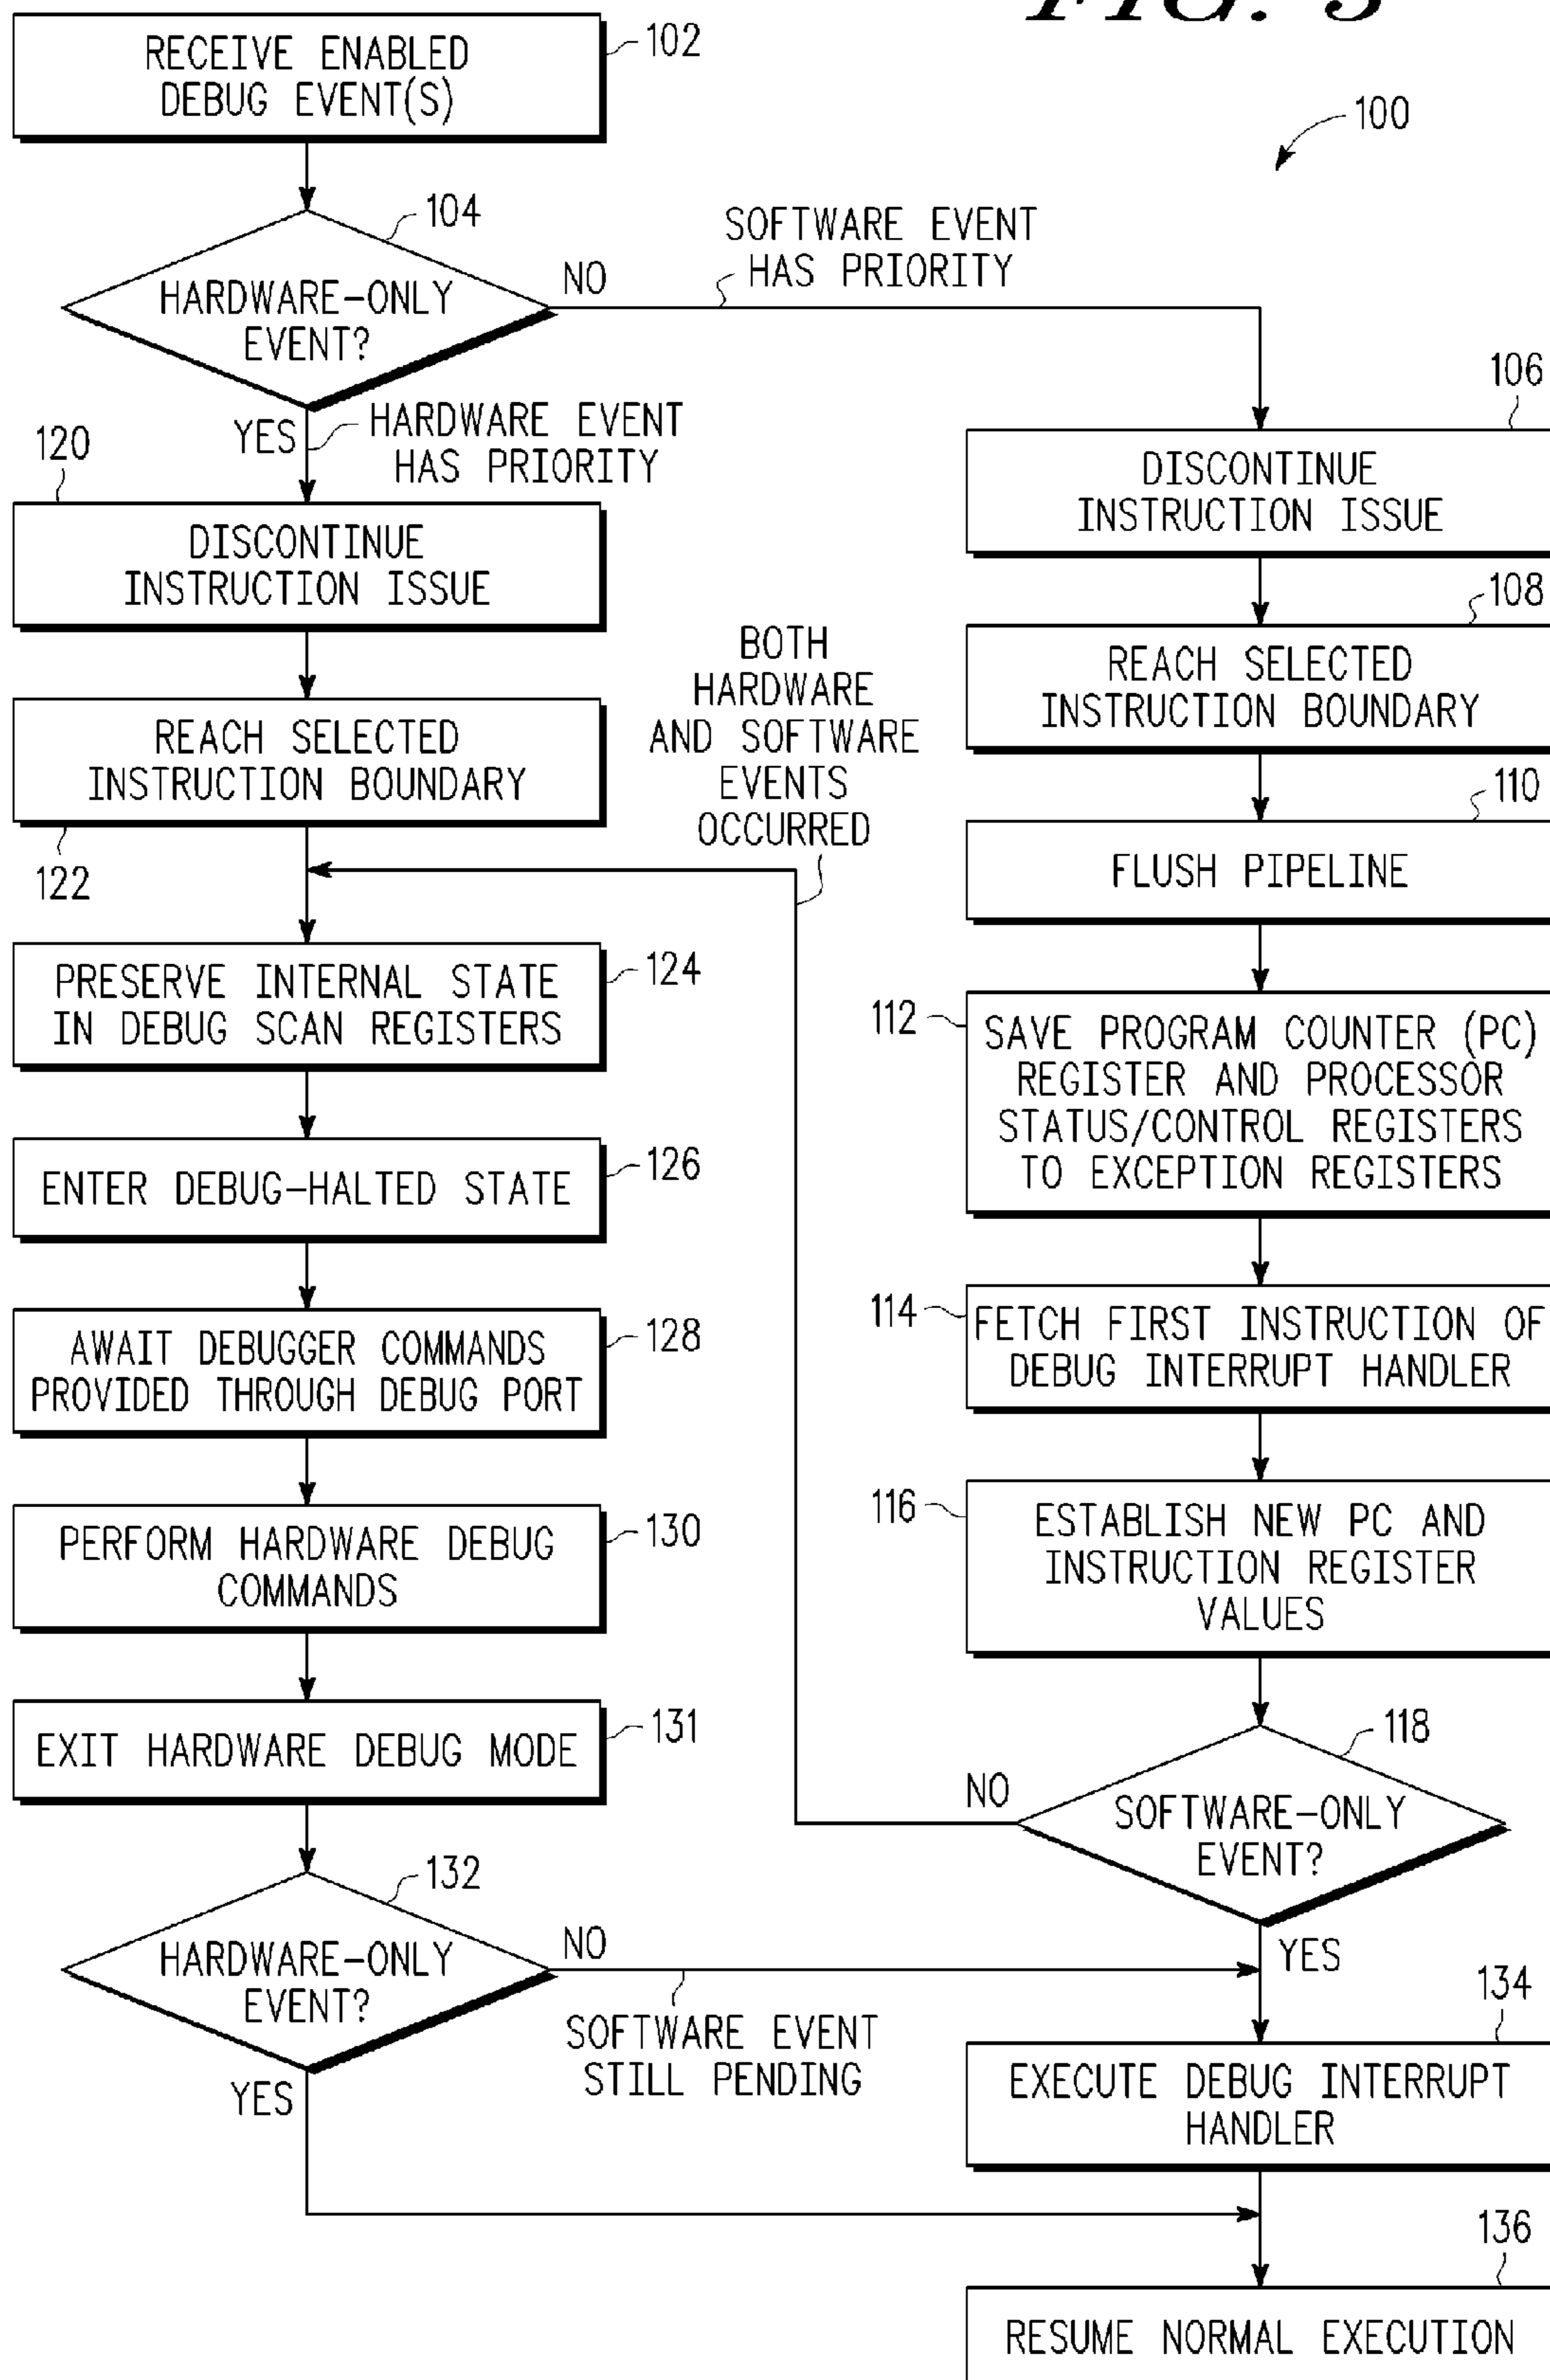 FIG. 3
RECEIVE ENABLED
DEBUG EVENT(S)
102
100
104
HARDWARE-ONLY
EVENT?
NO
SOFTWARE EVENT
HAS PRIORITY
YES
HARDWARE EVENT
HAS PRIORITY
106
DISCONTINUE
INSTRUCTION ISSUE
120
DISCONTINUE
INSTRUCTION ISSUE
108
REACH SELECTED
INSTRUCTION BOUNDARY
BOTH
HARDWARE
AND SOFTWARE
EVENTS
OCCURRED
REACH SELECTED
INSTRUCTION BOUNDARY
122
110
FLUSH PIPELINE
PRESERVE INTERNAL STATE
IN DEBUG SCAN REGISTERS
124
112
SAVE PROGRAM COUNTER (PC)
REGISTER AND PROCESSOR
STATUS/CONTROL REGISTERS
TO EXCEPTION REGISTERS
ENTER DEBUG-HALTED STATE
126
114
FETCH FIRST INSTRUCTION OF
DEBUG INTERRUPT HANDLER
AWAIT DEBUGGER COMMANDS
PROVIDED THROUGH DEBUG PORT
128
116
ESTABLISH NEW PC AND
INSTRUCTION REGISTER
VALUES
PERFORM HARDWARE DEBUG
COMMANDS
130
EXIT HARDWARE DEBUG MODE
131
118
SOFTWARE-ONLY
EVENT?
NO
YES
132
HARDWARE-ONLY
EVENT?
NO
SOFTWARE EVENT
STILL PENDING
YES
134
EXECUTE DEBUG INTERRUPT
HANDLER
136
RESUME NORMAL EXECUTION